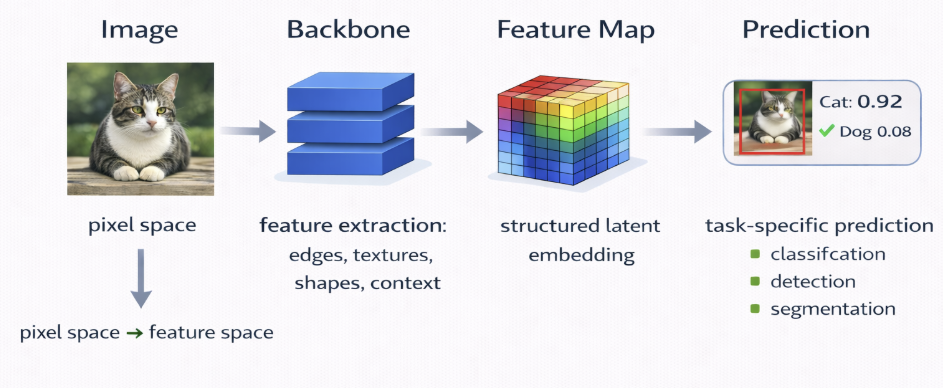 Image
Backbone
Feature Map
Prediction
Cat: 0.92
Dog 0.08
pixel space
feature extraction:
edges, textures,
shapes, context
structured latent
embedding
task-specific prediction
classifcation
detection
segmentation
pixel space → feature space